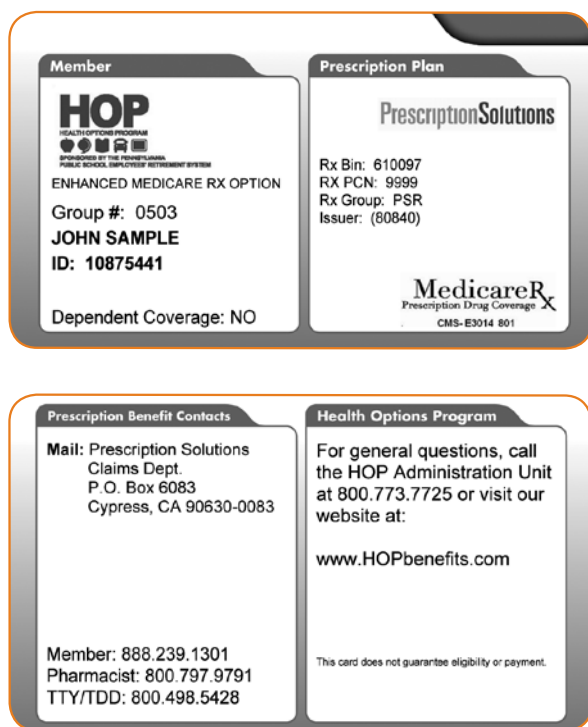 Member
HOP
HEALTH OPTIONS PROGRAM
SPONSORED BY THE PENNSYLVANIA
PUBLIC SCHOOL EMPLOYEES' RETIREMENT SYSTEM
ENHANCED MEDICARE RX OPTION
Group #: 0503
JOHN SAMPLE
ID: 10875441
Dependent Coverage: NO
Prescription Plan
PrescriptionSolutions
Rx Bin: 610097
RX PCN: 9999
Rx Group: PSR
Issuer: (80840)
MedicareRx
Prescription Drug Coverage
CMS-E3014 801
Prescription Benefit Contacts
Mail: Prescription Solutions
Claims Dept.
P.O. Box 6083
Cypress, CA 90630-0083
Member: 888.239.1301
Pharmacist: 800.797.9791
TTY/TDD: 800.498.5428
Health Options Program
For general questions, call
the HOP Administration Unit
at 800.773.7725 or visit our
website at:
www.HOPbenefits.com
This card does not guarantee eligibility or payment.